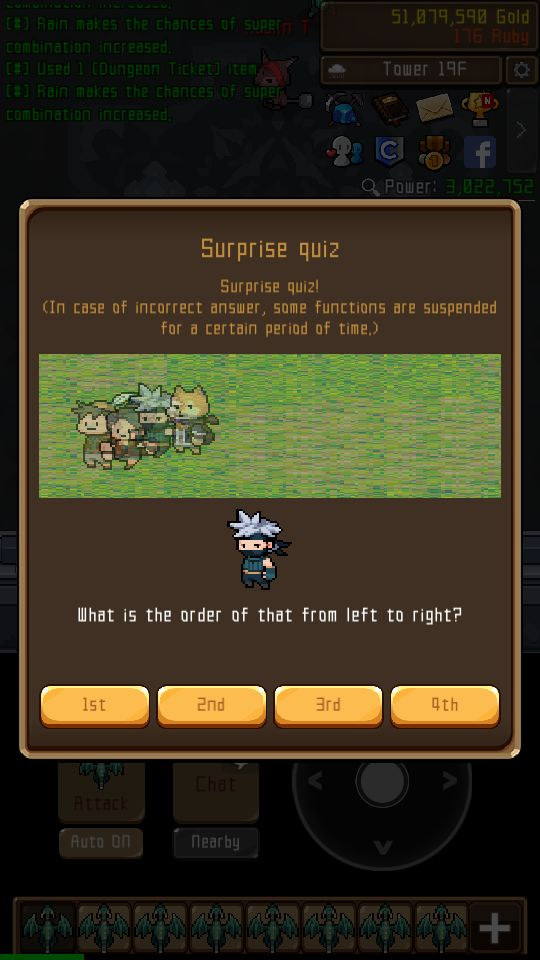 combination increased.
[#] Rain makes the chances of super
combination increased.
[#] Used 1 [Dungeon Ticket] item
[#] Rain makes the chances of super
combination increased.
51,079,590 Gold
176 Ruby
Tower 19F
N
C
f
Power: 3,022,752
Surprise quiz
Surprise quiz!
(In case of incorrect answer, some functions are suspended
for a certain period of time.)
What is the order of that from left to right?
1st
2nd
3rd
4th
Attack
Chat
Auto ON
Nearby